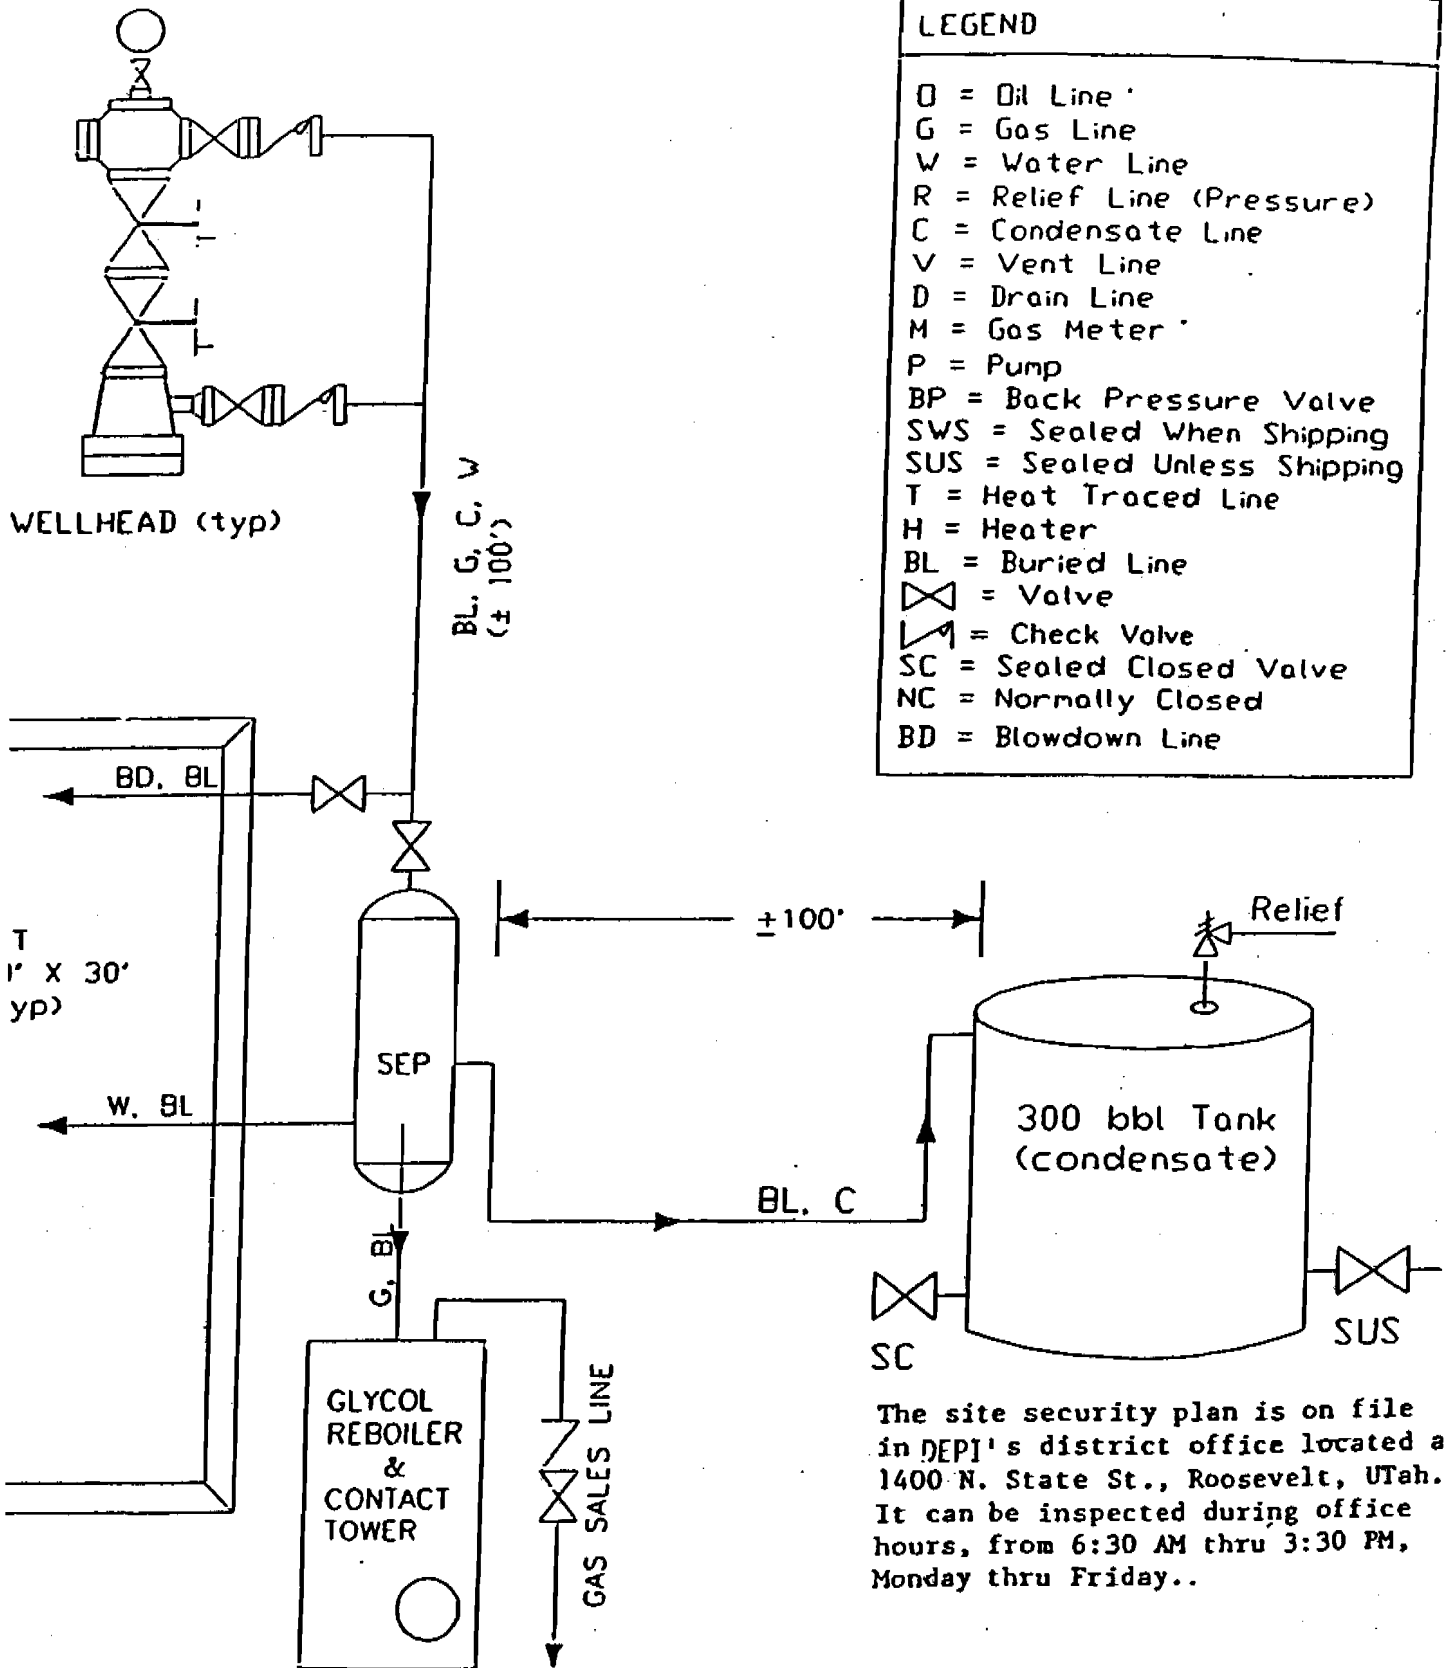 LEGEND
O = Oil Line
G = Gas Line
W = Water Line
R = Relief Line (Pressure)
C = Condensate Line
V = Vent Line
D = Drain Line
M = Gas Meter
P = Pump
BP = Back Pressure Valve
SWS = Sealed When Shipping
SUS = Sealed Unless Shipping
T = Heat Traced Line
H = Heater
BL = Buried Line
= Valve
= Check Valve
SC = Sealed Closed Valve
NC = Normally Closed
BD = Blowdown Line
WELLHEAD (typ)
BL, G, C, W
(± 100')
BD, BL
±100'
Relief
T
' X 30'
yp)
SEP
W, BL
300 bbl Tank
(condensate)
BL, C
G, BL
SC
SUS
GLYCOL
REBOILER
&
CONTACT
TOWER
GAS SALES LINE
The site security plan is on file
in DEPI's district office located a
1400 N. State St., Roosevelt, UTah.
It can be inspected during office
hours, from 6:30 AM thru 3:30 PM,
Monday thru Friday..